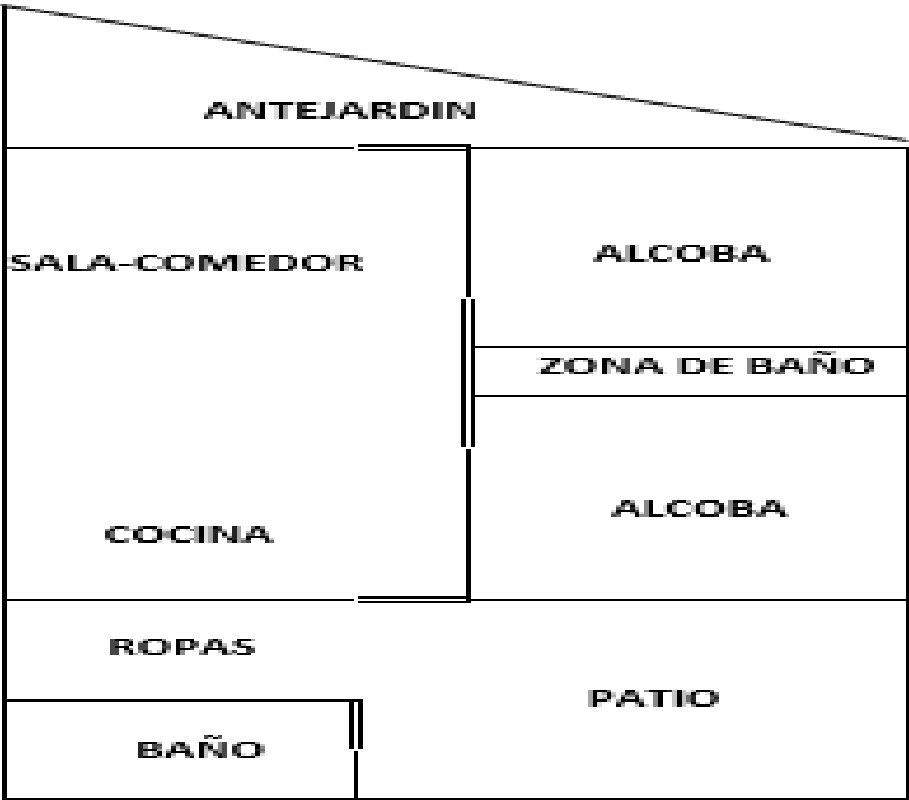 ANTEJARDIN
SALA-COMEDOR
ALCOBA
ZONA DE BAÑO
ALCOBA
COCINA
ROPAS
PATIO
BAÑO